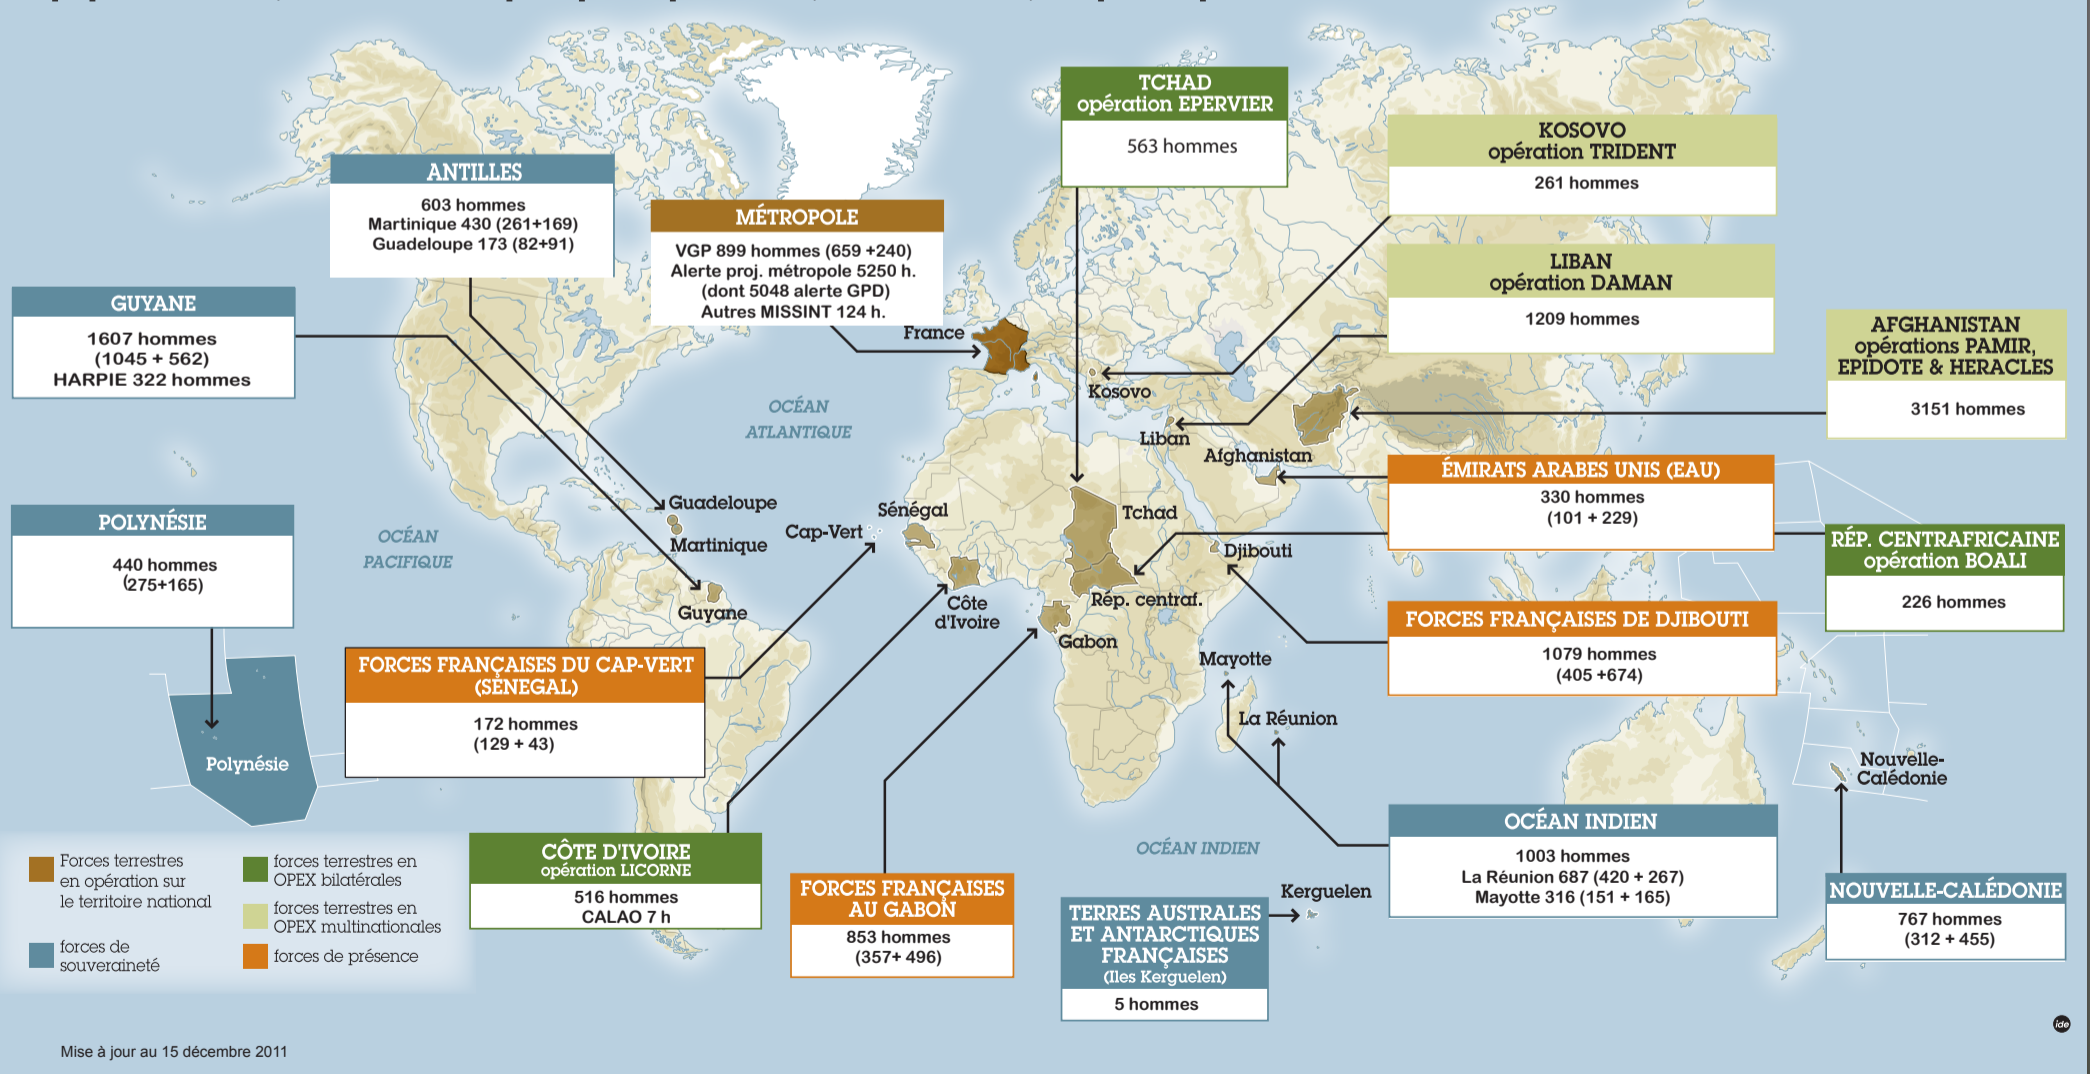 TCHAD
opération EPERVIER
563 hommes
KOSOVO
opération TRIDENT
261 hommes
ANTILLES
603 hommes
Martinique 430 (261+169)
Guadeloupe 173 (82+91)
MÉTROPOLE
VGP 899 hommes (659 +240)
Alerte proj. métropole 5250 h.
(dont 5048 alerte GPD)
Autres MISSINT 124 h.
LIBAN
opération DAMAN
1209 hommes
GUYANE
1607 hommes
(1045 + 562)
HARPIE 322 hommes
AFGHANISTAN
opérations PAMIR,
EPIDOTE & HERACLES
3151 hommes
France
Kosovo
OCÉAN
ATLANTIQUE
Liban
Afghanistan
ÉMIRATS ARABES UNIS (EAU)
330 hommes
(101 + 229)
POLYNÉSIE
440 hommes
(275+165)
OCÉAN
PACIFIQUE
Guadeloupe
Martinique
Guyane
Cap-Vert
Sénégal
Tchad
Djibouti
Côte
d'Ivoire
Rép. centraf.
Gabon
RÉP. CENTRAFRICAINE
opération BOALI
226 hommes
FORCES FRANÇAISES DE DJIBOUTI
1079 hommes
(405 +674)
FORCES FRANÇAISES DU CAP-VERT
(SÉNEGAL)
172 hommes
(129 + 43)
Mayotte
La Réunion
Polynésie
Nouvelle-
Calédonie
OCÉAN INDIEN
1003 hommes
La Réunion 687 (420 + 267)
Mayotte 316 (151 + 165)
CÔTE D'IVOIRE
opération LICORNE
516 hommes
CALAO 7 h
FORCES FRANÇAISES
AU GABON
853 hommes
(357+ 496)
OCÉAN INDIEN
Kerguelen
TERRES AUSTRALES
ET ANTARCTIQUES
FRANÇAISES
(Iles Kerguelen)
5 hommes
NOUVELLE-CALÉDONIE
767 hommes
(312 + 455)
Forces terrestres
en opération sur
le territoire national
forces de
souveraineté
forces terrestres en
OPEX bilatérales
forces terrestres en
OPEX multinationales
forces de présence
ide
Mise à jour au 15 décembre 2011